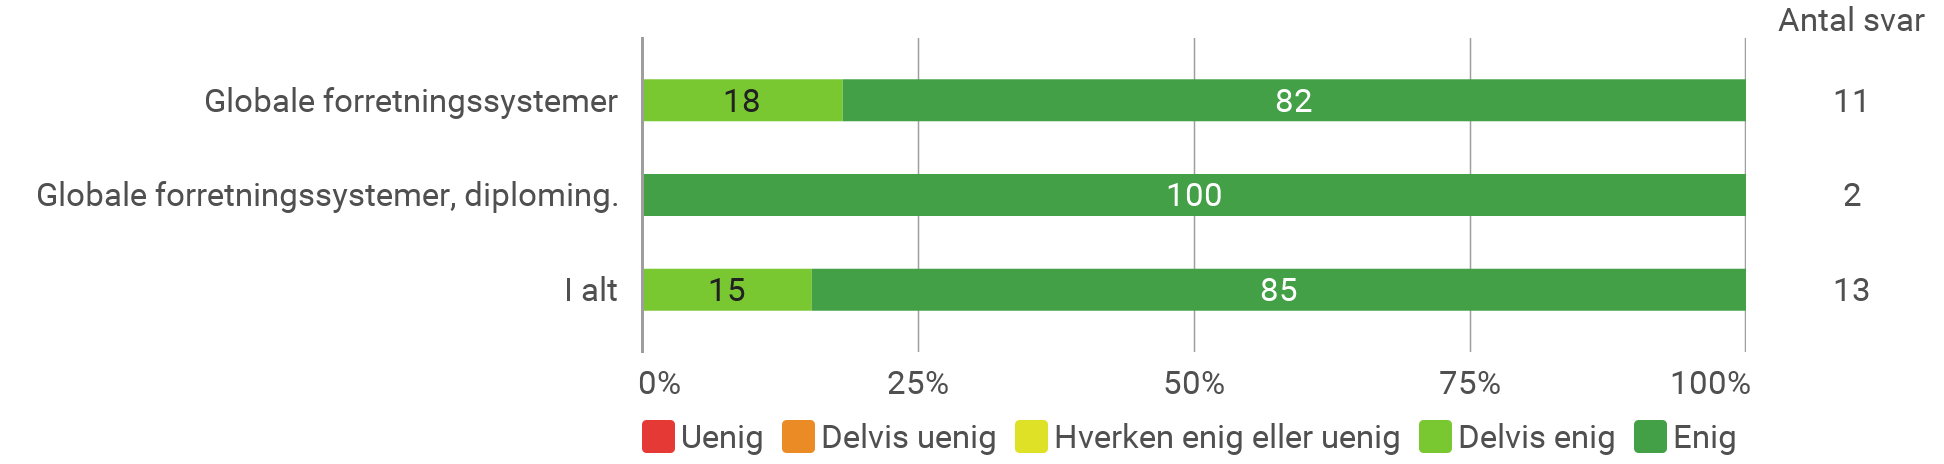 Antal svar
Globale forretningssystemer 18 82 11
Globale forretningssystemer, diploming. 100 2
I alt 15 85 13
0% 25% 50% 75% 100%
Uenig Delvis uenig Hverken enig eller uenig Delvis enig Enig